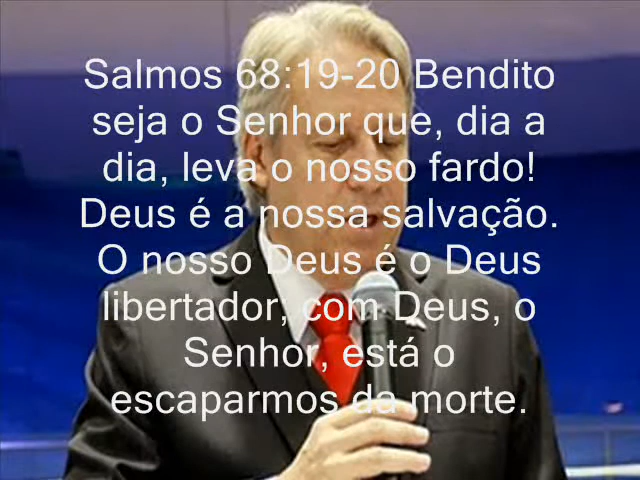 Salmos 68:19-20 Bendito
seja o Senhor que, dia a
dia, leva o nosso fardo!
Deus é a nossa salvação.
O nosso Deus é o Deus
libertador; com Deus, o
Senhor, está o
escaparmos da morte.